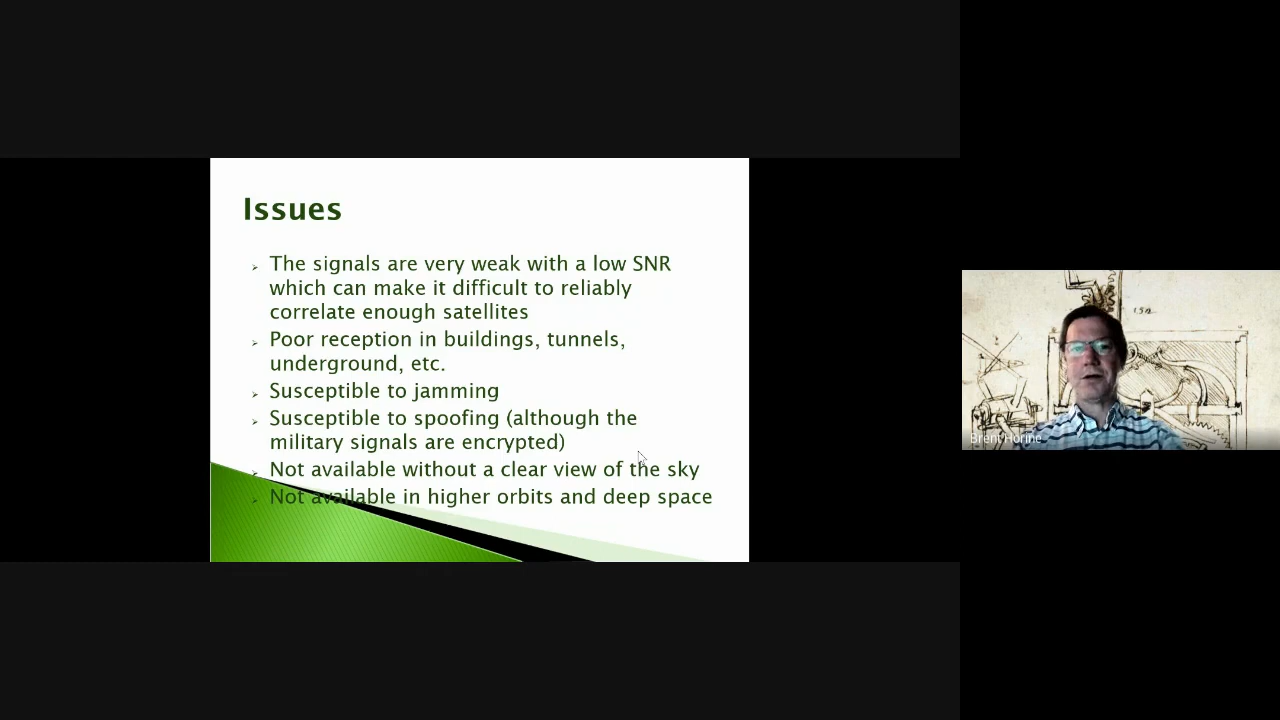 Issues
The signals are very weak with a low SNR
which can make it difficult to reliably
correlate enough satellites
Poor reception in buildings, tunnels,
underground, etc.
Susceptible to jamming
Susceptible to spoofing (although the
military signals are encrypted)
Not available without a clear view of the sky
Not available in higher orbits and deep space
Brent Horine